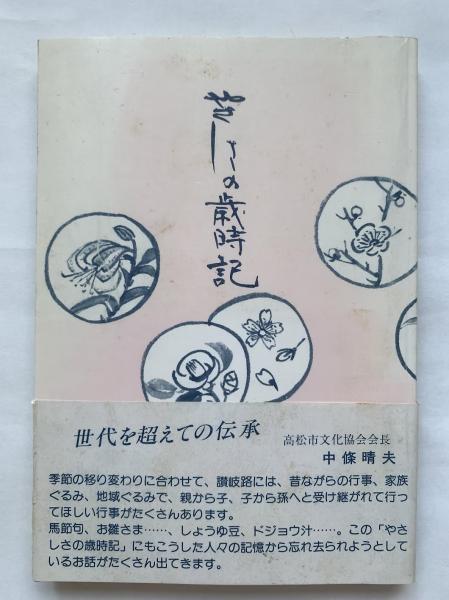 やさしさの歳時記
世代を超えての伝承
高松市文化協会会長
中條晴夫
季節の移り変わりに合わせて、讃岐路には、昔ながらの行事、家族
ぐるみ、地域ぐるみで、親から子、子から孫へと受け継がれて行っ
てほしい行事がたくさんあります。
馬節句、お雛さま……、しょうゆ豆、ドジョウ汁……。この「やさ
しさの歳時記」にもこうした人々の記憶から忘れ去られようとして
いるお話がたくさん出てきます。